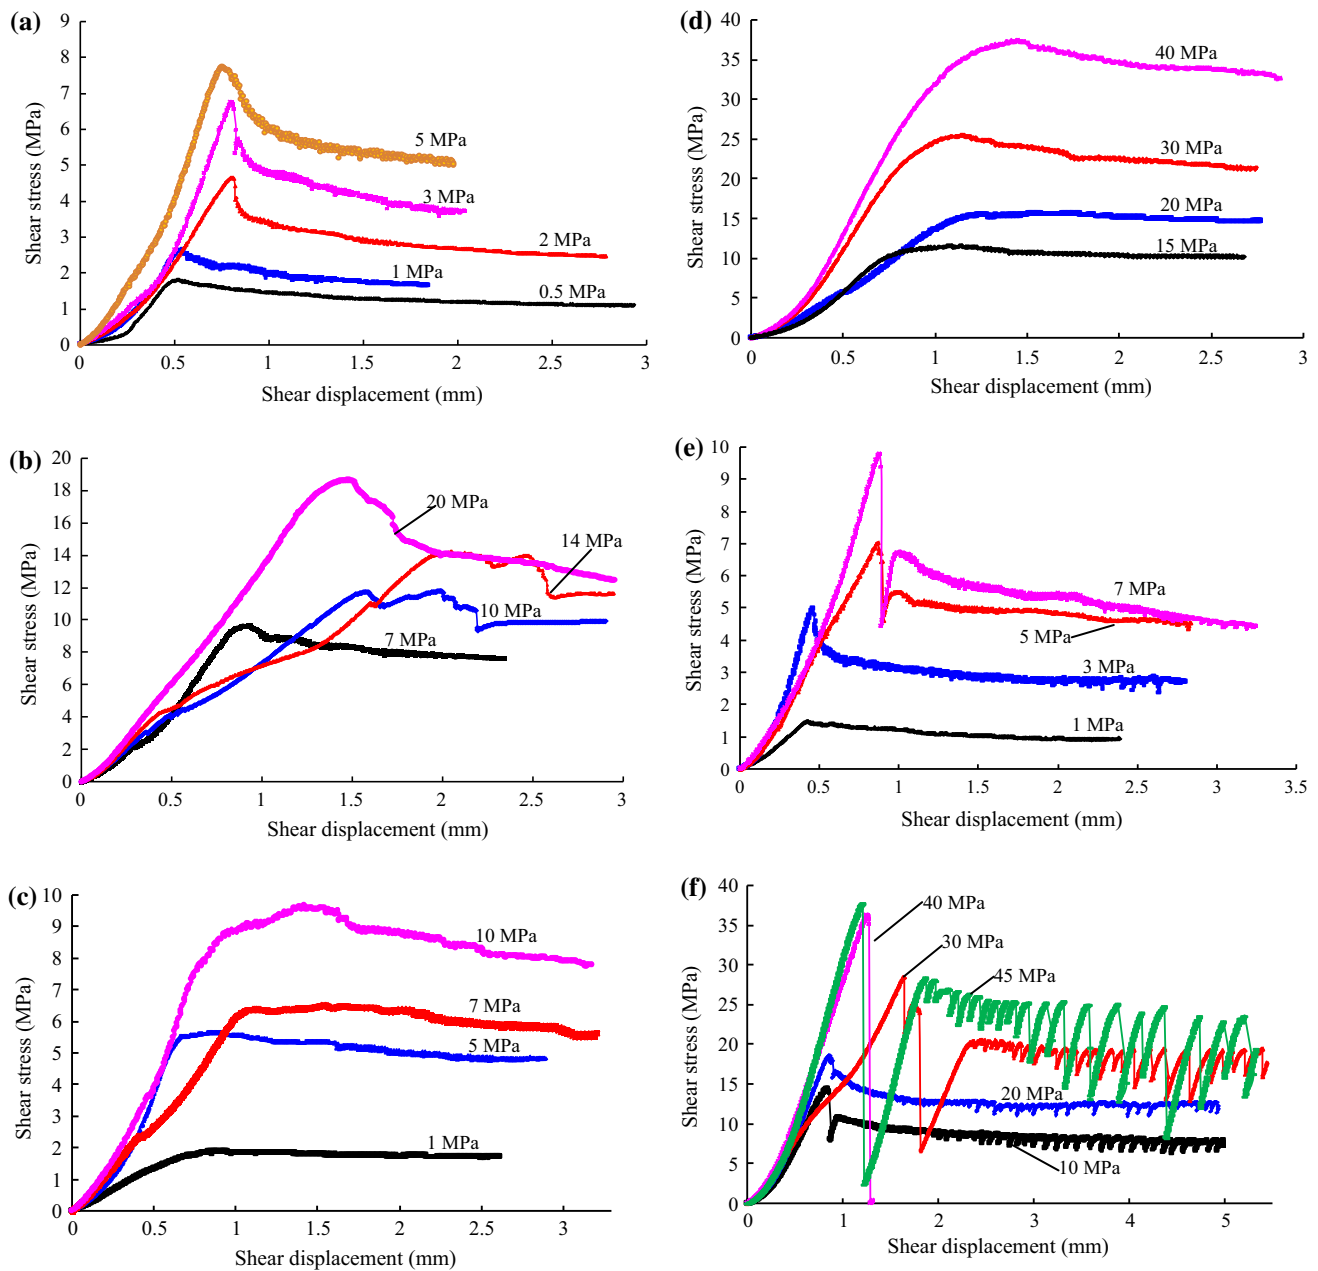 (a)
9
8
7
6
5
4
3
2
1
0
Shear stress (MPa)
5 MPa
3 MPa
2 MPa
1 MPa
0.5 MPa
0 0.5 1 1.5 2 2.5 3
Shear displacement (mm)
(d)
40
35
30
25
20
15
10
5
0
Shear stress (MPa)
40 MPa
30 MPa
20 MPa
15 MPa
0 0.5 1 1.5 2 2.5 3
Shear displacement (mm)
(b)
20
18
16
14
12
10
8
6
4
2
0
Shear stress (MPa)
20 MPa
14 MPa
10 MPa
7 MPa
0 0.5 1 1.5 2 2.5 3
Shear displacement (mm)
(e)
10
9
8
7
6
5
4
3
2
1
0
Shear stress (MPa)
7 MPa
5 MPa
3 MPa
1 MPa
0 0.5 1 1.5 2 2.5 3 3.5
Shear displacement (mm)
(c)
10
9
8
7
6
5
4
3
2
1
0
Shear stress (MPa)
10 MPa
7 MPa
5 MPa
1 MPa
0 0.5 1 1.5 2 2.5 3
Shear displacement (mm)
(f)
40
35
30
25
20
15
10
5
0
Shear stress (MPa)
40 MPa
30 MPa
45 MPa
20 MPa
10 MPa
0 1 2 3 4 5
Shear displacement (mm)